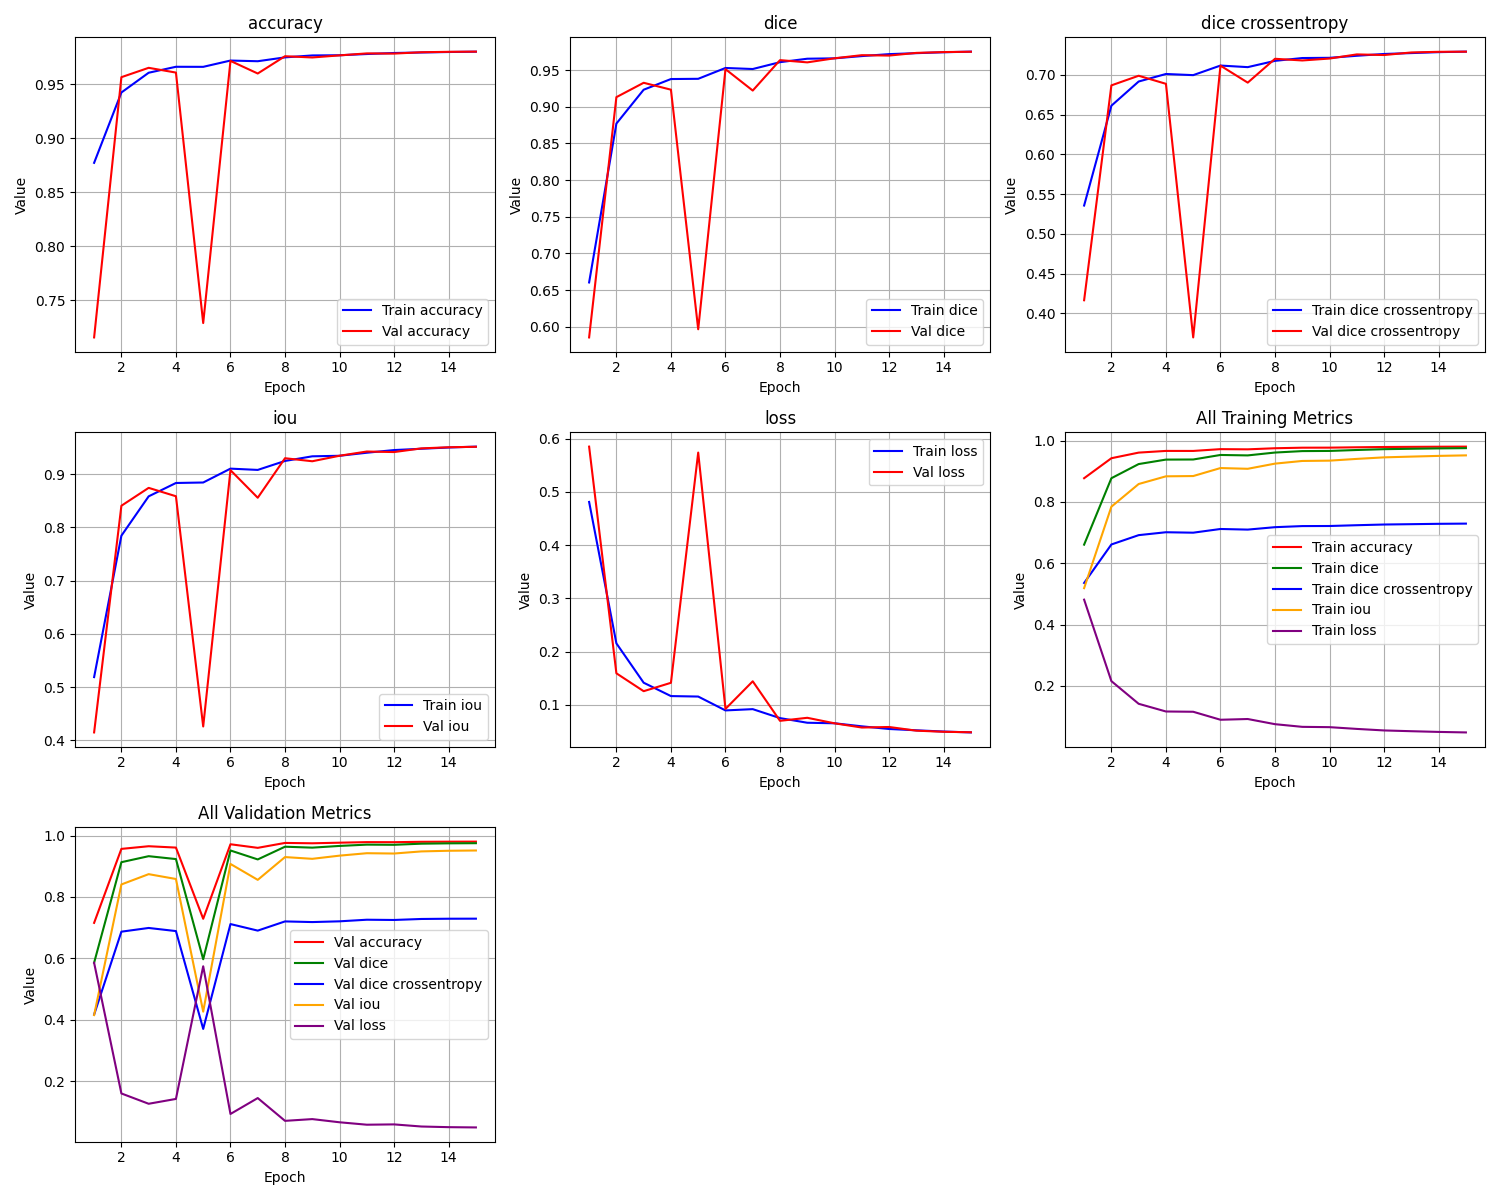 accuracy
Value
0.95
0.90
0.85
0.80
0.75
Train accuracy
Val accuracy
2 4 6 8 10 12 14
Epoch
dice
Value
0.95
0.90
0.85
0.80
0.75
0.70
0.65
0.60
Train dice
Val dice
2 4 6 8 10 12 14
Epoch
dice crossentropy
Value
0.70
0.65
0.60
0.55
0.50
0.45
0.40
Train dice crossentropy
Val dice crossentropy
2 4 6 8 10 12 14
Epoch
iou
Value
0.9
0.8
0.7
0.6
0.5
0.4
Train iou
Val iou
2 4 6 8 10 12 14
Epoch
loss
Value
0.6
0.5
0.4
0.3
0.2
0.1
Train loss
Val loss
2 4 6 8 10 12 14
Epoch
All Training Metrics
Value
1.0
0.8
0.6
0.4
0.2
Train accuracy
Train dice
Train dice crossentropy
Train iou
Train loss
2 4 6 8 10 12 14
Epoch
All Validation Metrics
Value
1.0
0.8
0.6
0.4
0.2
Val accuracy
Val dice
Val dice crossentropy
Val iou
Val loss
2 4 6 8 10 12 14
Epoch